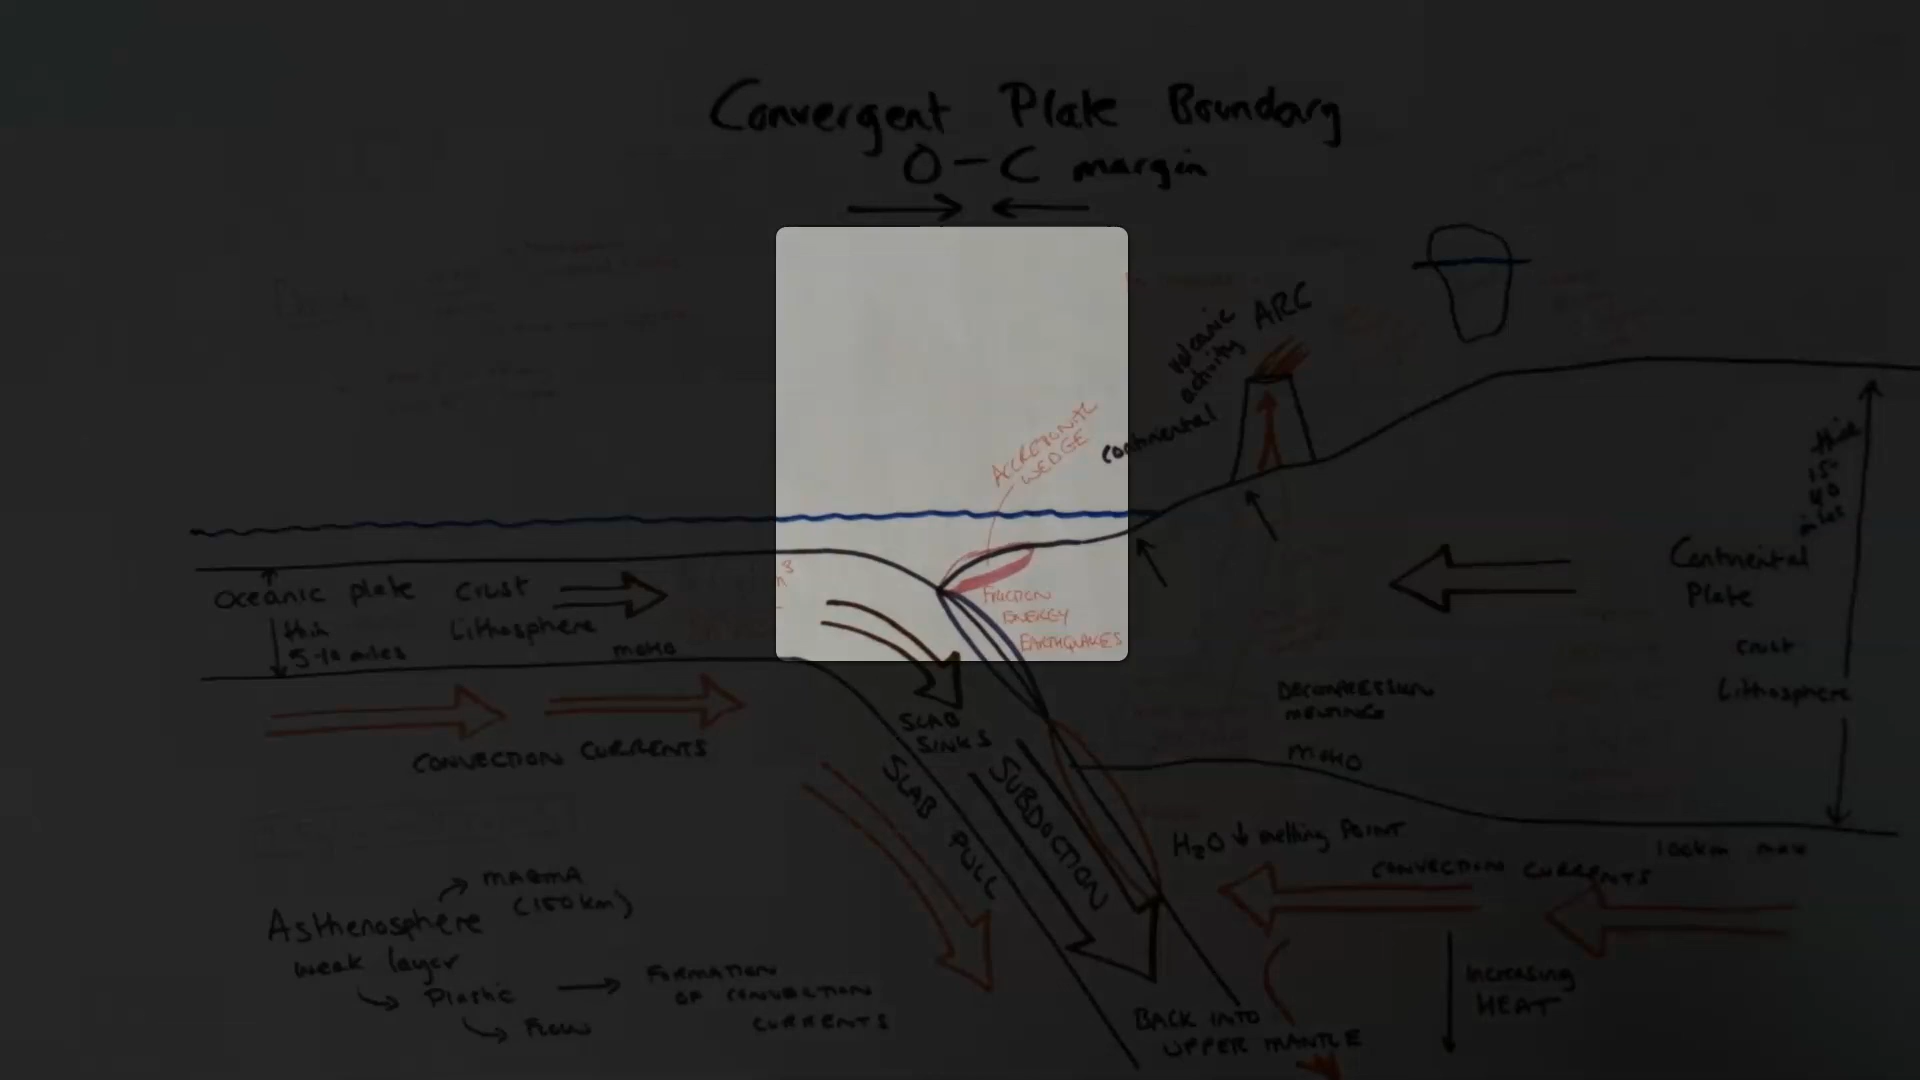 Convergent Plate Boundary
O - C margin
ARC
volcanic
activity
continental
ACCRETIONARY
WEDGE
thick
15-
40
miles
Continental
Plate
crust
Lithosphere
Oceanic plate crust
Lithosphere
thin
5-10 miles
MOHO
FRICTION
ENERGY
EARTHQUAKES
CONVECTION CURRENTS
SLAB
SINKS
SLAB PULL
SUBDUCTION
DECOMPRESSION
MELTING
MOHO
H2O ↓ melting POINT
100km max
CONVECTION CURRENTS
increasing
HEAT
Asthenosphere
MAGMA
(150km)
weak layer
Plastic
FORMATION
OF CONVECTION
CURRENTS
FLOW
BACK INTO
UPPER MANTLE